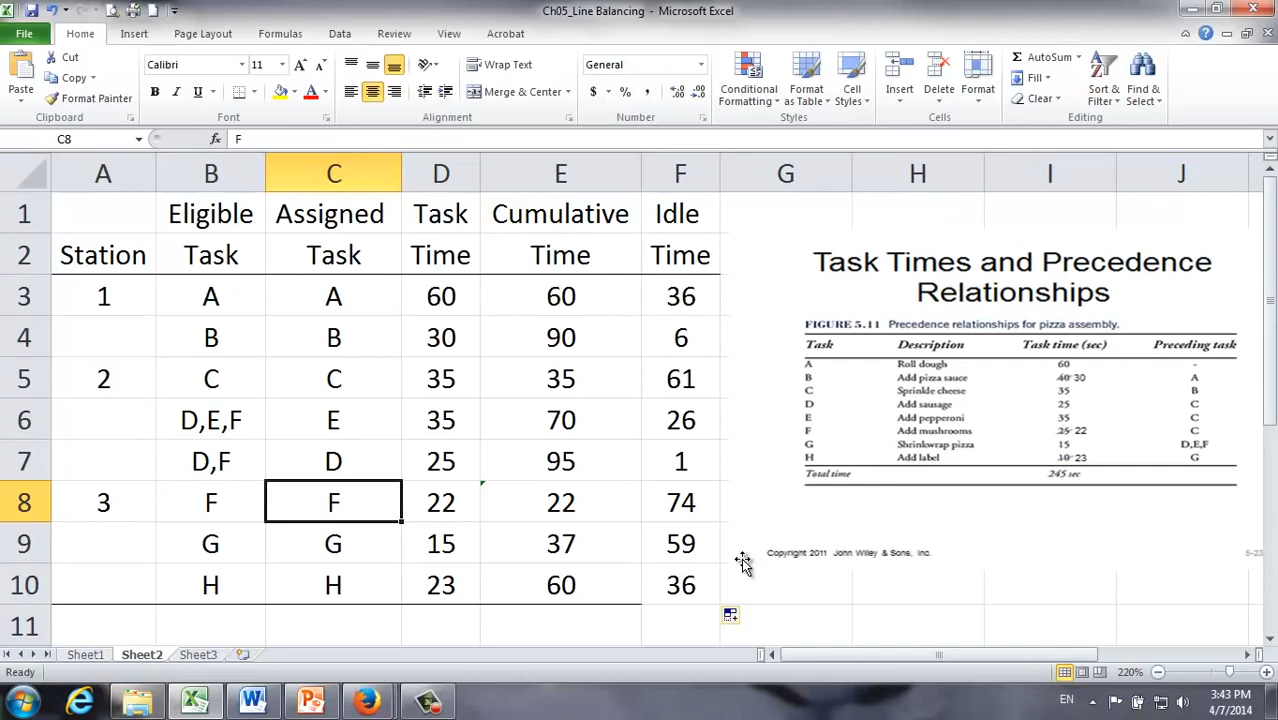 Ch05_Line Balancing - Microsoft Excel
File Home Insert Page Layout Formulas Data Review View Acrobat
Paste Cut Copy Format Painter Clipboard
Calibri 11 A A B I U A Font
Wrap Text Merge & Center Alignment
General $ % , Number
Conditional Formatting Format as Table Cell Styles Styles
Insert Delete Format Cells
Σ AutoSum Fill Clear Sort & Filter Find & Select Editing
C8 fx F
A B C D E F G H I J
1 Eligible Assigned Task Cumulative Idle
2 Station Task Task Time Time Time
3 1 A A 60 60 36
4 B B 30 90 6
5 2 C C 35 35 61
6 D,E,F E 35 70 26
7 D,F D 25 95 1
8 3 F F 22 22 74
9 G G 15 37 59
10 H H 23 60 36
11
Task Times and Precedence
Relationships
FIGURE 5.11 Precedence relationships for pizza assembly.
Task Description Task time (sec) Preceding task
A Roll dough 60 -
B Add pizza sauce 40 30 A
C Sprinkle cheese 35 B
D Add sausage 25 C
E Add pepperoni 35 C
F Add mushrooms 25 22 C
G Shrinkwrap pizza 15 D,E,F
H Add label 10 23 G
Total time 245 sec
Copyright 2011 John Wiley & Sons, Inc. 5-23
Sheet1 Sheet2 Sheet3
Ready 220%
EN 3:43 PM
4/7/2014